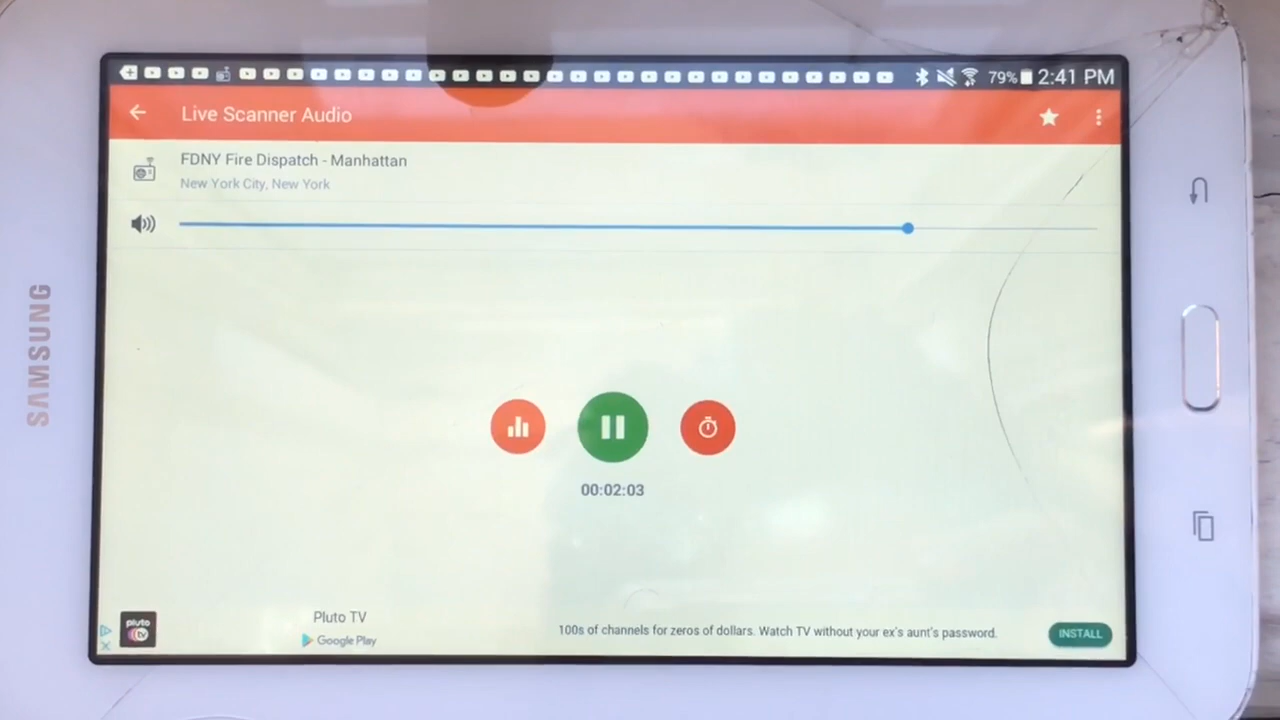 79% 2:41 PM
Live Scanner Audio
FDNY Fire Dispatch - Manhattan
New York City, New York
SAMSUNG
00:02:03
pluto tv
Pluto TV
Google Play
100s of channels for zeros of dollars. Watch TV without your ex's aunt's password.
INSTALL